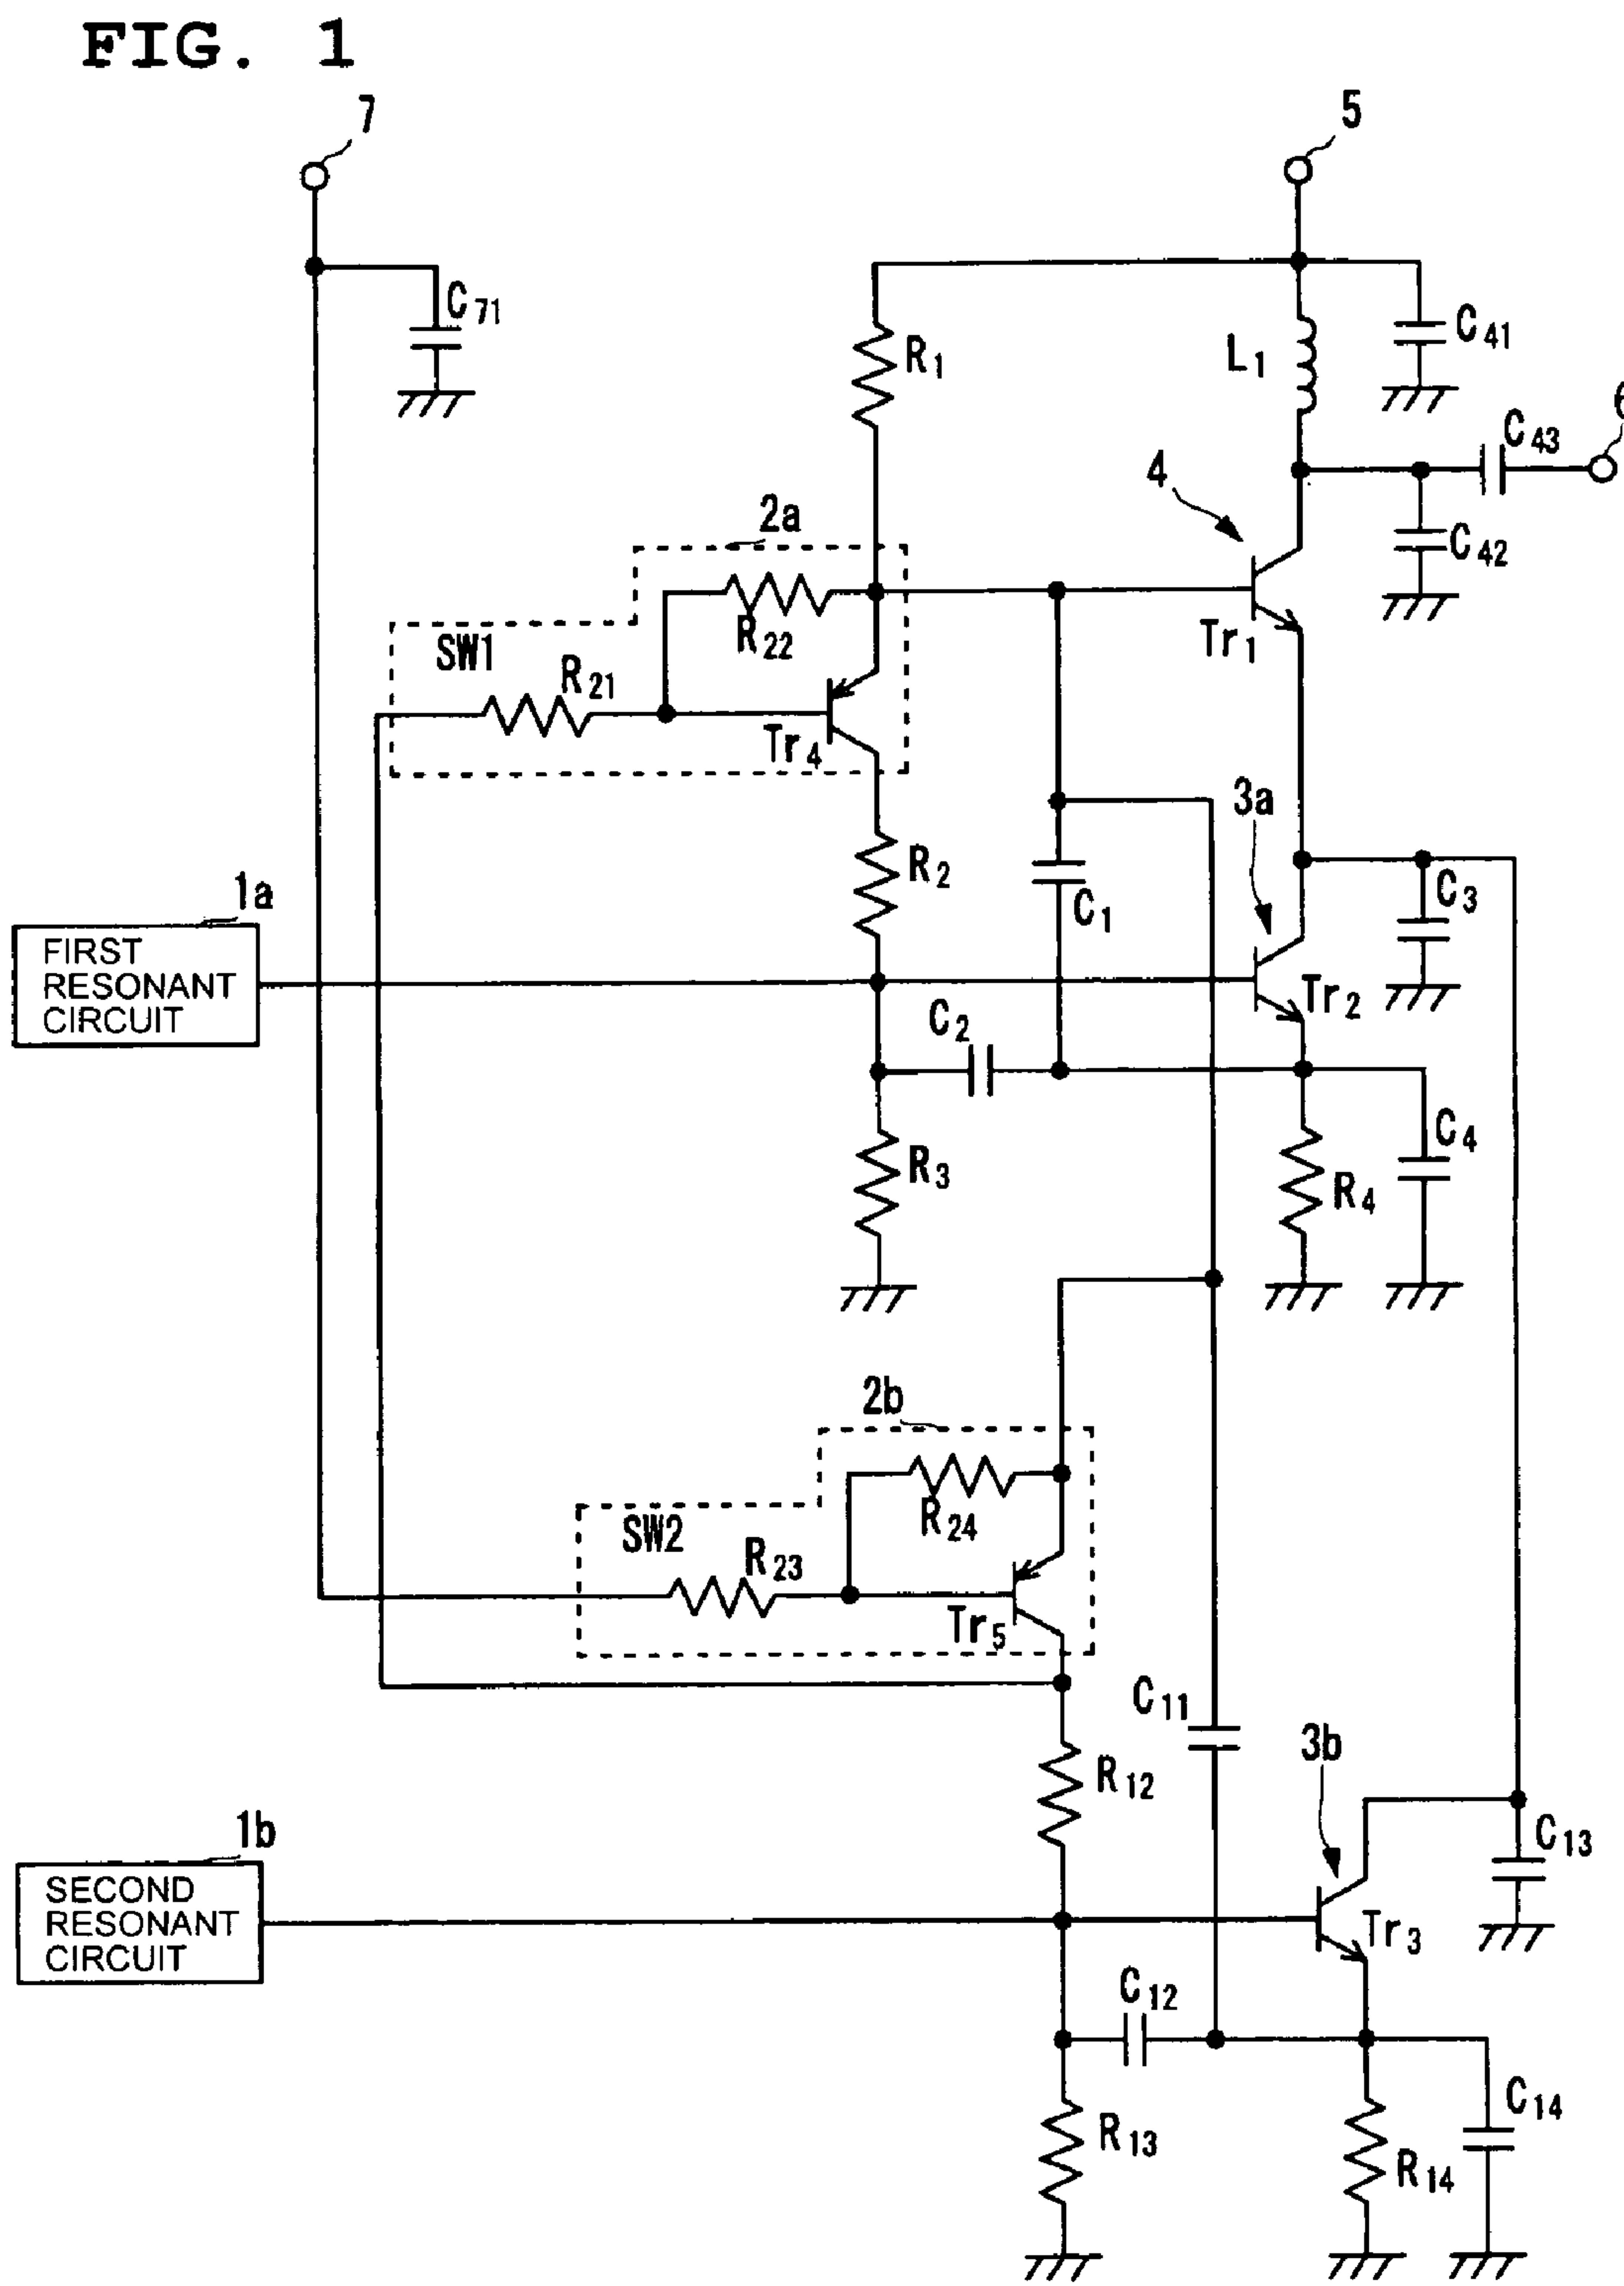 FIG. 1
7
5
C71
R1
L1
C41
6
C43
4
2a
C42
SW1
R22
R21
Tr1
Tr4
3a
1a
R2
C1
C3
FIRST
RESONANT
CIRCUIT
C2
Tr2
R3
C4
R4
2b
SW2
R24
R23
Tr5
C11
3b
R12
1b
C13
SECOND
RESONANT
CIRCUIT
Tr3
C12
C14
R13
R14